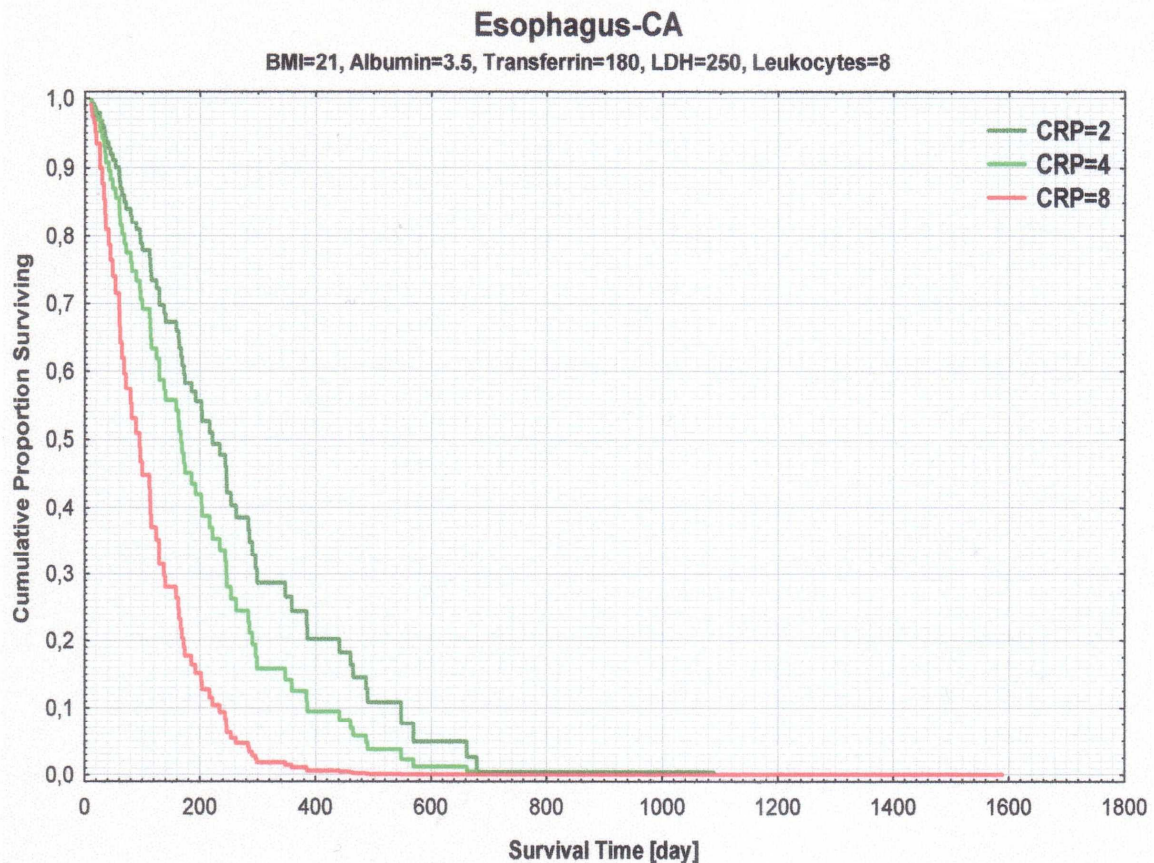 Esophagus-CA
BMI=21, Albumin=3.5, Transferrin=180, LDH=250, Leukocytes=8
CRP=2
CRP=4
CRP=8
Cumulative Proportion Surviving
1,0
0,9
0,8
0,7
0,6
0,5
0,4
0,3
0,2
0,1
0,0
0 200 400 600 800 1000 1200 1400 1600 1800
Survival Time [day]